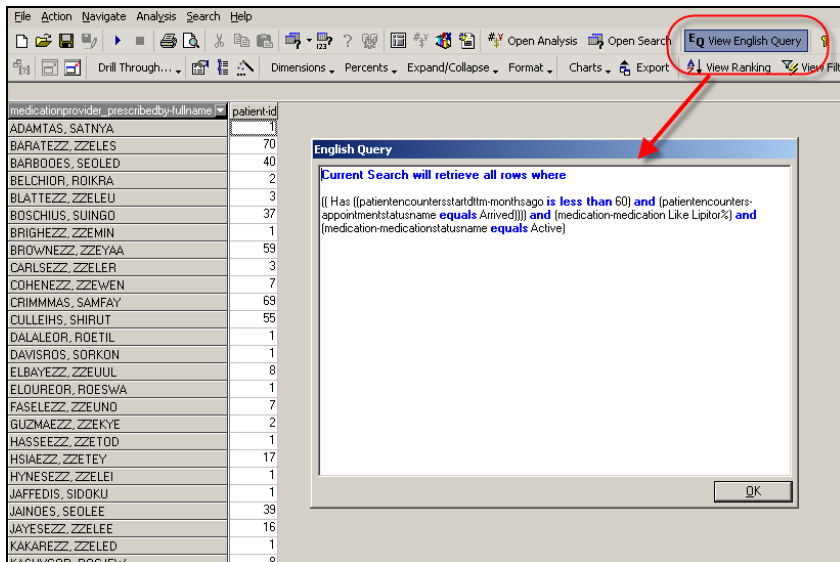 File Action Navigate Analysis Search Help
Open Analysis Open Search EQ View English Query
Drill Through... Dimensions Percents Expand/Collapse Format Charts Export View Ranking View Filt
medicationprovider_prescribedby-fullname patient-id
ADAMTAS, SATNYA 1
BARATEZZ, ZZELES 70
BARBOOES, SEOLED 40
BELCHIOR, ROIKRA 2
BLATTEZZ, ZZELEU 3
BOSCHIUS, SUINGO 37
BRIGHEZZ, ZZEMIN 1
BROWNEZZ, ZZEYAA 59
CARLSEZZ, ZZELER 3
COHENEZZ, ZZEWEN 7
CRIMMMAS, SAMFAY 69
CULLEIHS, SHIRUT 55
DALALEOR, ROETIL 1
DAVISROS, SORKON 1
ELBAYEZZ, ZZEUUL 8
ELOUREOR, ROESWA 1
FASELEZZ, ZZEUNO 7
GUZMAEZZ, ZZEKYE 2
HASSEEZZ, ZZETOD 1
HSIAEZZ, ZZETEY 17
HYNESEZZ, ZZELEI 1
JAFFEDIS, SIDOKU 1
JAINOES, SEOLEE 39
JAYESEZZ, ZZELEE 16
KAKAREZZ, ZZELED 1
English Query
Current Search will retrieve all rows where
(( Has ((patientencountersstartdttm-monthsago is less than 60) and (patientencounters-
appointmentstatusname equals Arrived)))) and (medication-medication Like Lipitor%) and
(medication-medicationstatusname equals Active)
OK